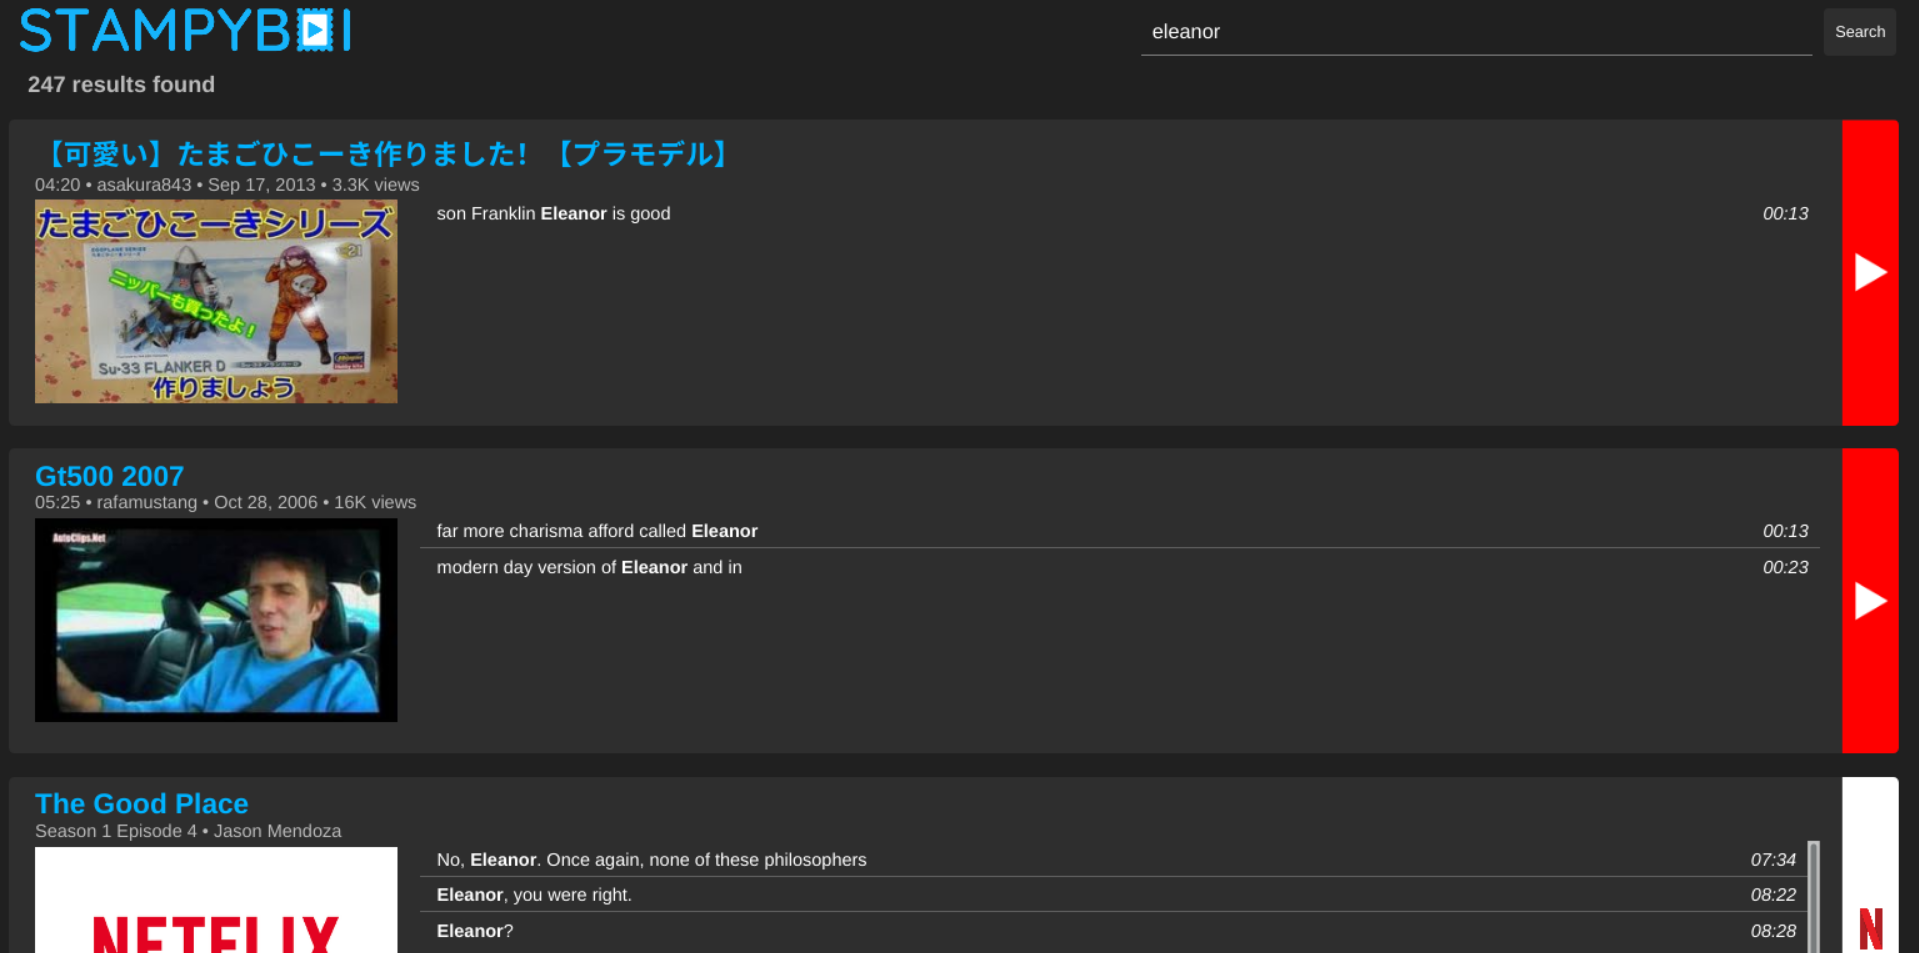 STAMPYBOI
eleanor
Search
247 results found
【可愛い】たまごひこーき作りました！【プラモデル】
04:20 • asakura843 • Sep 17, 2013 • 3.3K views
たまごひこーきシリーズ
ニッパーも買ったよ！
Su-33 FLANKER D
作りましょう
son Franklin Eleanor is good 00:13
Gt500 2007
05:25 • rafamustang • Oct 28, 2006 • 16K views
AutoClips.Net
far more charisma afford called Eleanor 00:13
modern day version of Eleanor and in 00:23
The Good Place
Season 1 Episode 4 • Jason Mendoza
NETFLIX
No, Eleanor. Once again, none of these philosophers 07:34
Eleanor, you were right. 08:22
Eleanor? 08:28
N